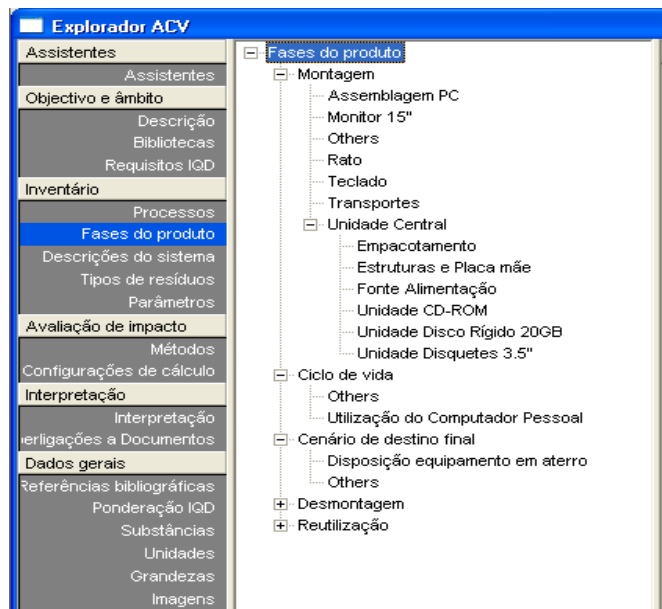 Explorador ACV
Assistentes
Assistentes
Objectivo e âmbito
Descrição
Bibliotecas
Requisitos IQD
Inventário
Processos
Fases do produto
Descrições do sistema
Tipos de resíduos
Parâmetros
Avaliação de impacto
Métodos
Configurações de cálculo
Interpretação
Interpretação
erligações a Documentos
Dados gerais
Referências bibliográficas
Ponderação IQD
Substâncias
Unidades
Grandezas
Imagens
Fases do produto
Montagem
Assemblagem PC
Monitor 15"
Others
Rato
Teclado
Transportes
Unidade Central
Empacotamento
Estruturas e Placa mãe
Fonte Alimentação
Unidade CD-ROM
Unidade Disco Rígido 20GB
Unidade Disquetes 3.5"
Ciclo de vida
Others
Utilização do Computador Pessoal
Cenário de destino final
Disposição equipamento em aterro
Others
Desmontagem
Reutilização